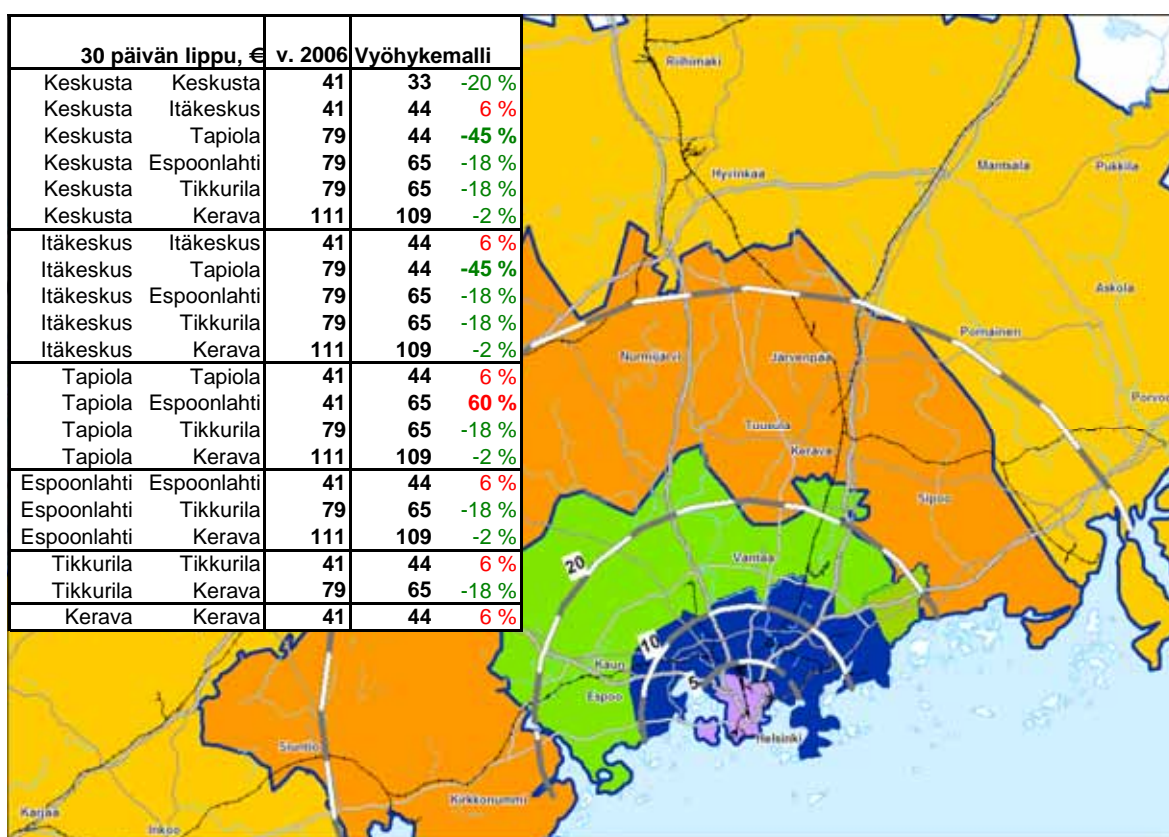 30 päivän lippu, € v. 2006 Vyöhykemalli
Keskusta Keskusta 41 33 -20 %
Keskusta Itäkeskus 41 44 6 %
Keskusta Tapiola 79 44 -45 %
Keskusta Espoonlahti 79 65 -18 %
Keskusta Tikkurila 79 65 -18 %
Keskusta Kerava 111 109 -2 %
Itäkeskus Itäkeskus 41 44 6 %
Itäkeskus Tapiola 79 44 -45 %
Itäkeskus Espoonlahti 79 65 -18 %
Itäkeskus Tikkurila 79 65 -18 %
Itäkeskus Kerava 111 109 -2 %
Tapiola Tapiola 41 44 6 %
Tapiola Espoonlahti 41 65 60 %
Tapiola Tikkurila 79 65 -18 %
Tapiola Kerava 111 109 -2 %
Espoonlahti Espoonlahti 41 44 6 %
Espoonlahti Tikkurila 79 65 -18 %
Espoonlahti Kerava 111 109 -2 %
Tikkurila Tikkurila 41 44 6 %
Tikkurila Kerava 79 65 -18 %
Kerava Kerava 41 44 6 %
Riihimäki
Hyvinkää
Mäntsälä
Pukkila
Askola
Pornainen
Porvoo
Nurmijärvi
Järvenpää
Tuusula
Kerava
Sipoo
Vantaa
20
10
5
Kaun
Espoo
Helsinki
Siuntio
Kirkkonummi
Karjaa
Inkoo